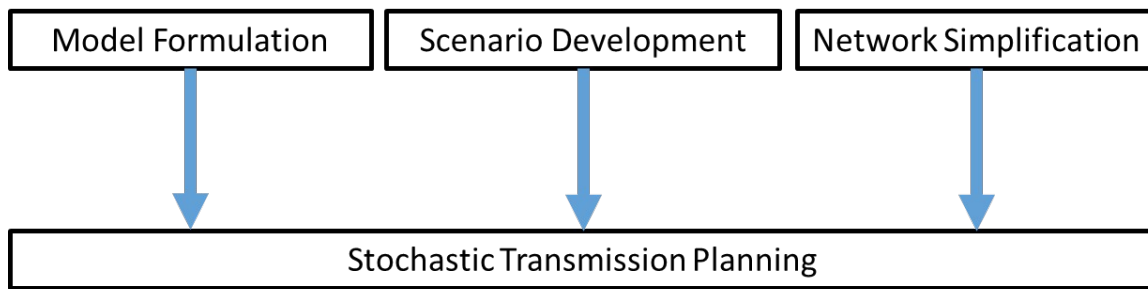 Model Formulation
Scenario Development
Network Simplification
Stochastic Transmission Planning